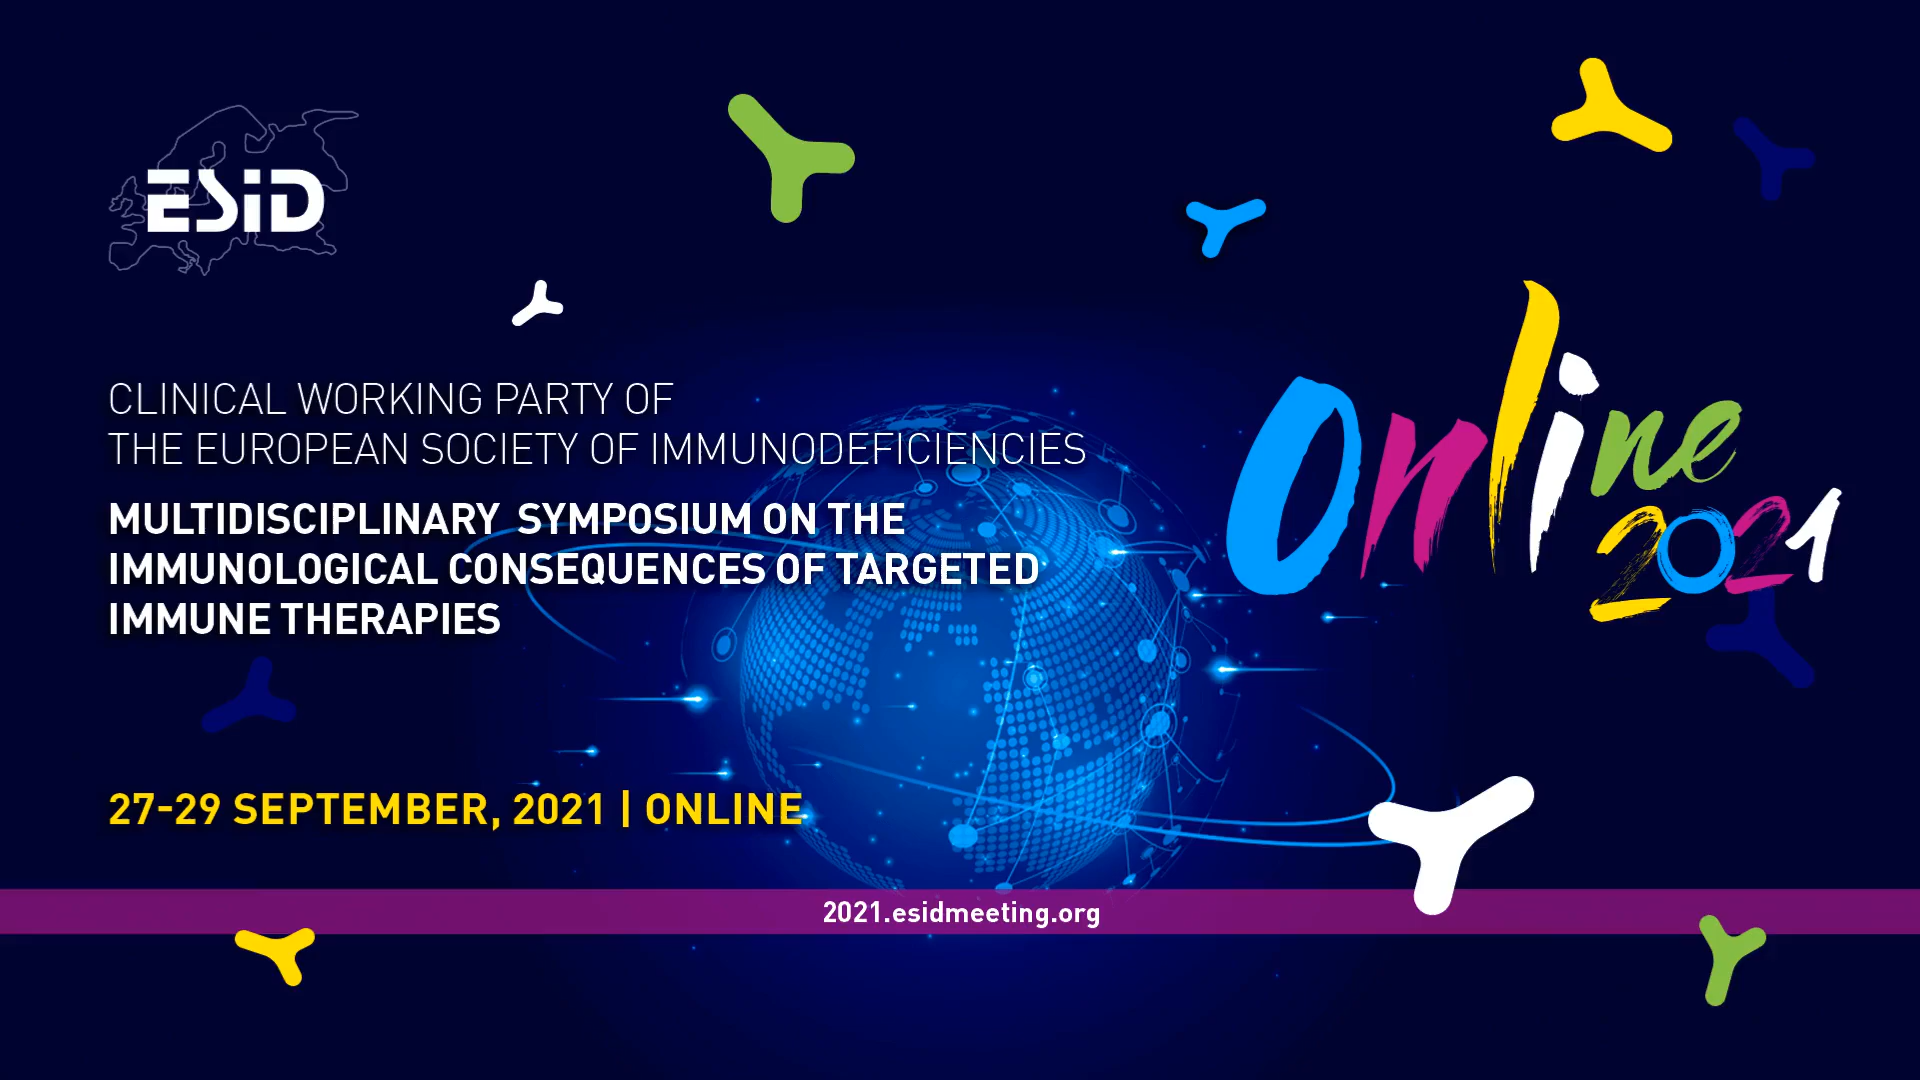 ESiD
CLINICAL WORKING PARTY OF
THE EUROPEAN SOCIETY OF IMMUNODEFICIENCIES
MULTIDISCIPLINARY SYMPOSIUM ON THE
IMMUNOLOGICAL CONSEQUENCES OF TARGETED
IMMUNE THERAPIES
27-29 SEPTEMBER, 2021 | ONLINE
Online
2021
2021.esidmeeting.org